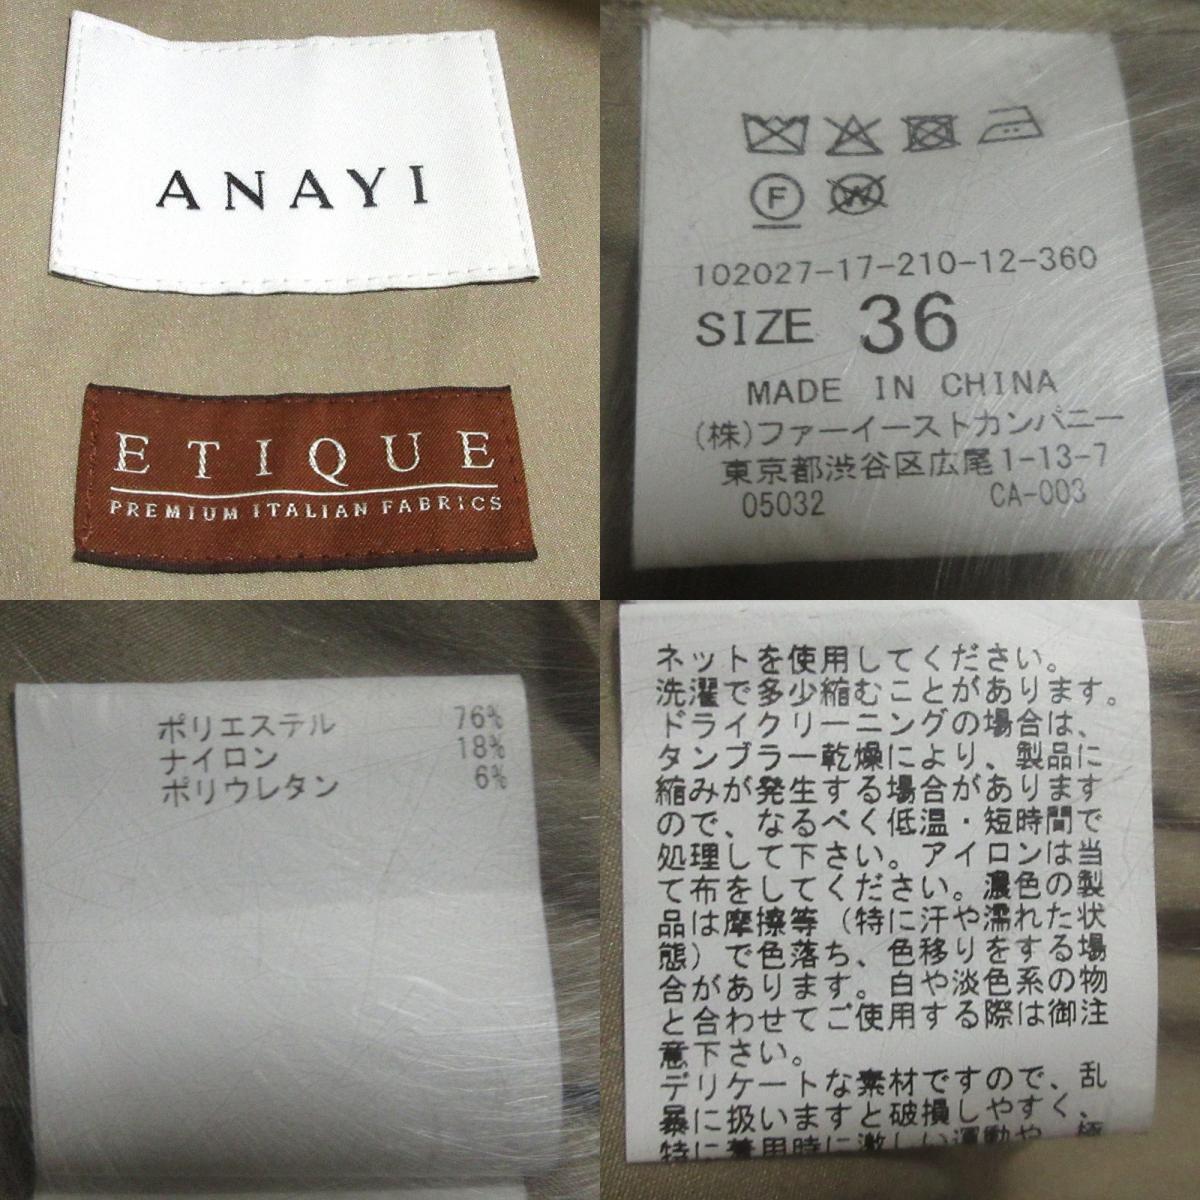 ANAYI
ETIQUE
PREMIUM ITALIAN FABRICS
F
W
102027-17-210-12-360
SIZE 36
MADE IN CHINA
(株)ファーイーストカンパニー
東京都渋谷区広尾1-13-7
05032 CA-003
ポリエステル 76%
ナイロン 18%
ポリウレタン 6%
ネットを使用してください。
洗濯で多少縮むことがあります。
ドライクリーニングの場合は、
タンブラー乾燥により、製品に
縮みが発生する場合があります
ので、なるべく低温・短時間で
処理して下さい。アイロンは当
て布をしてください。濃色の製
品は摩擦等（特に汗や濡れた状
態）で色落ち、色移りをする場
合があります。白や淡色系の物
と合わせてご使用する際は御注
意下さい。
デリケートな素材ですので、乱
暴に扱いますと破損しやすく、
特に着用時に激しい運動や、極